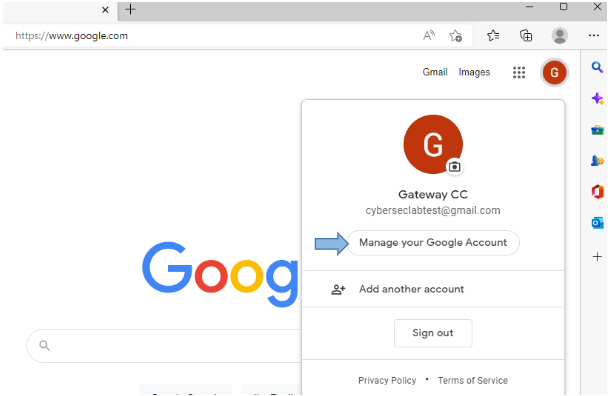 https://www.google.com
Gmail Images
G
G
Gateway CC
cyberseclabtest@gmail.com
Manage your Google Account
Goog
Add another account
Sign out
Privacy Policy • Terms of Service